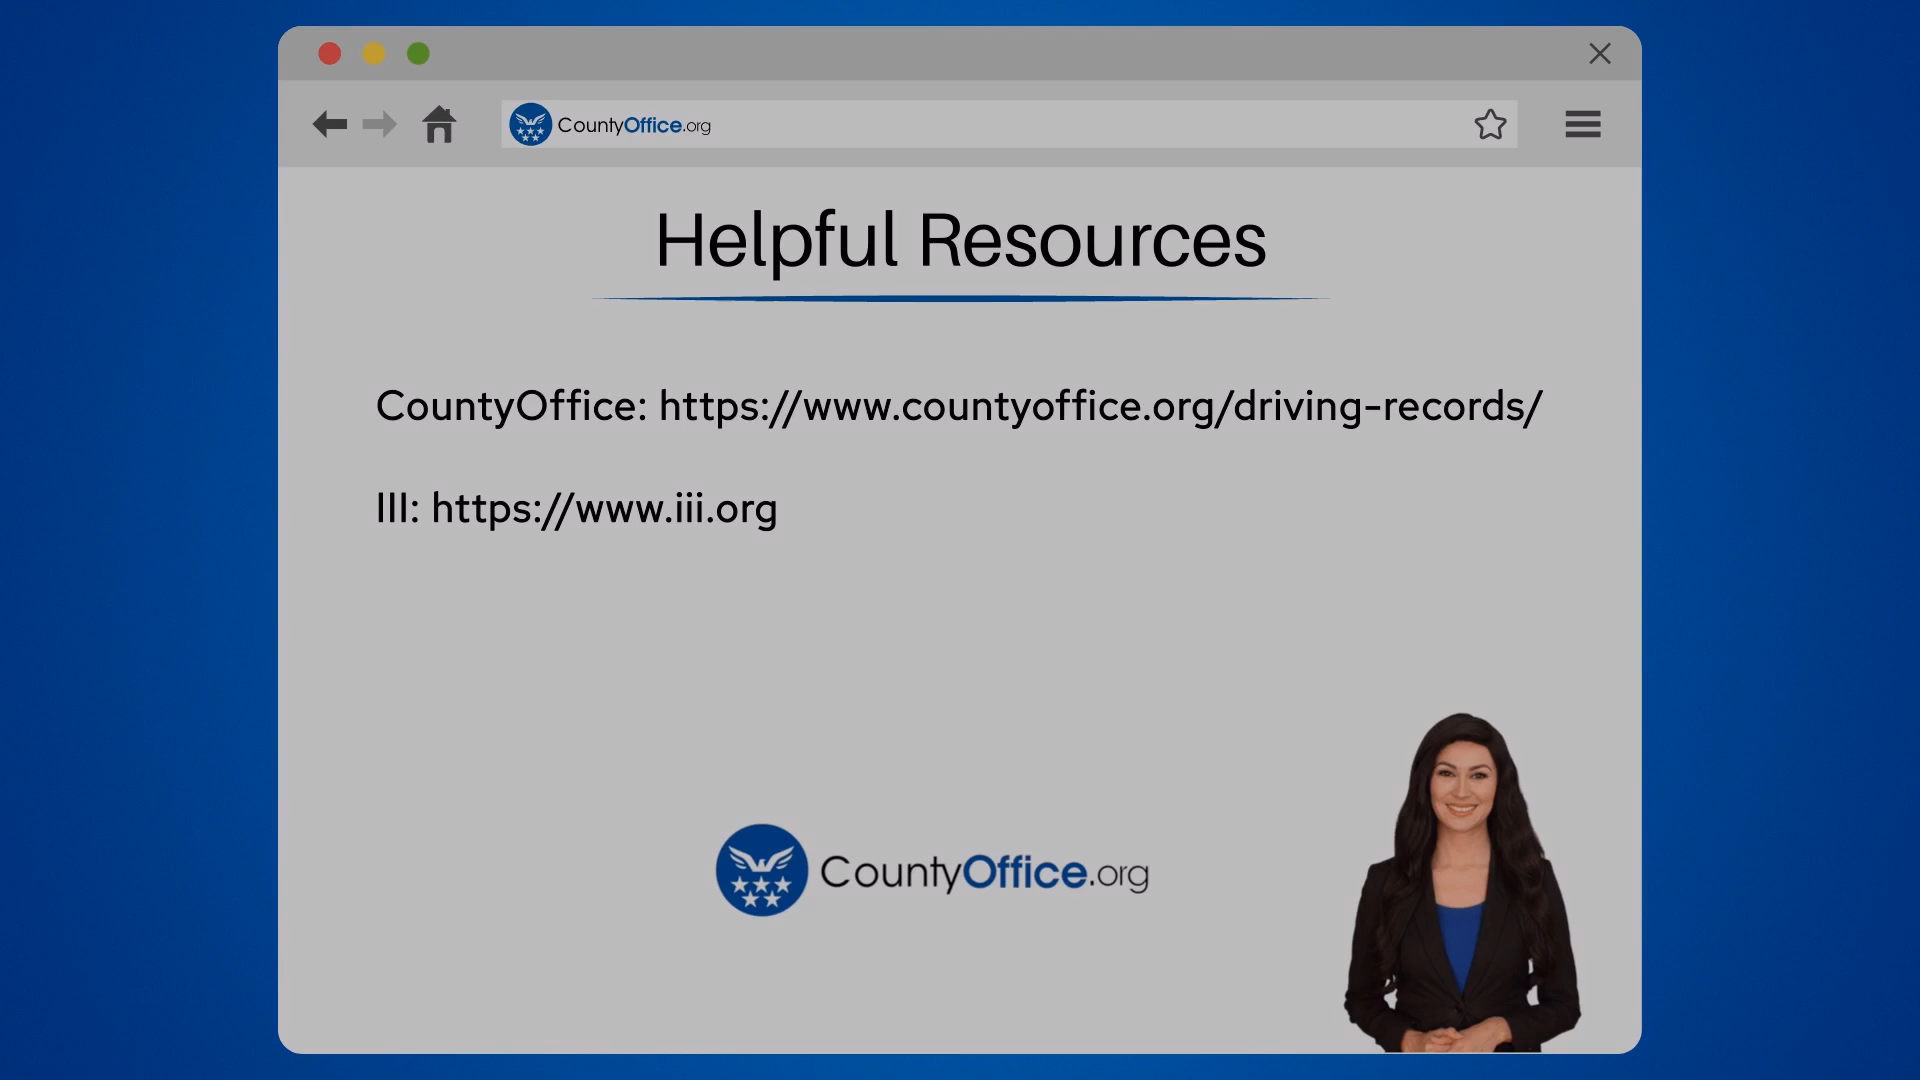 CountyOffice.org
Helpful Resources
CountyOffice: https://www.countyoffice.org/driving-records/
III: https://www.iii.org
CountyOffice.org